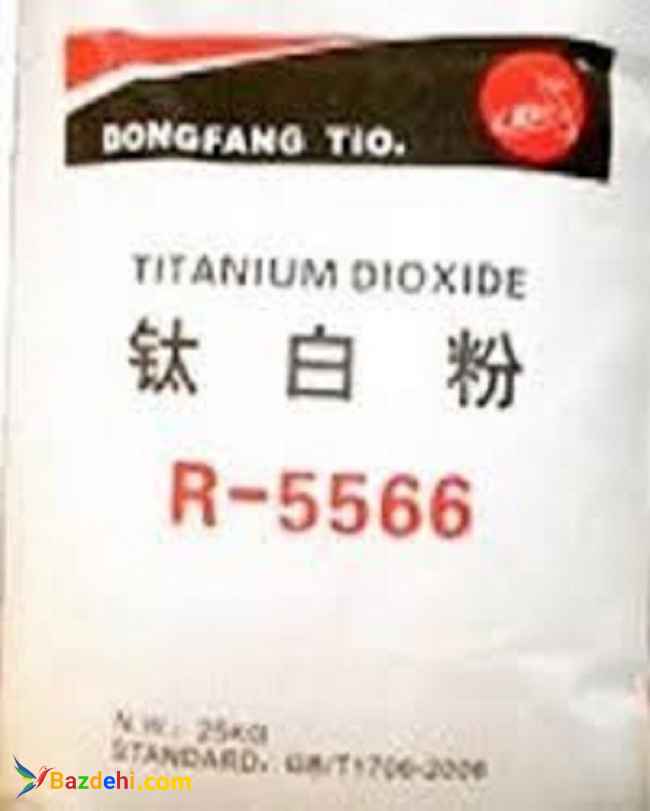 DONGFANG TiO.
TITANIUM DIOXIDE
钛 白 粉
R-5566
N.W.: 25KG
STANDARD. GB/T1706-2006
Bazdehi.com